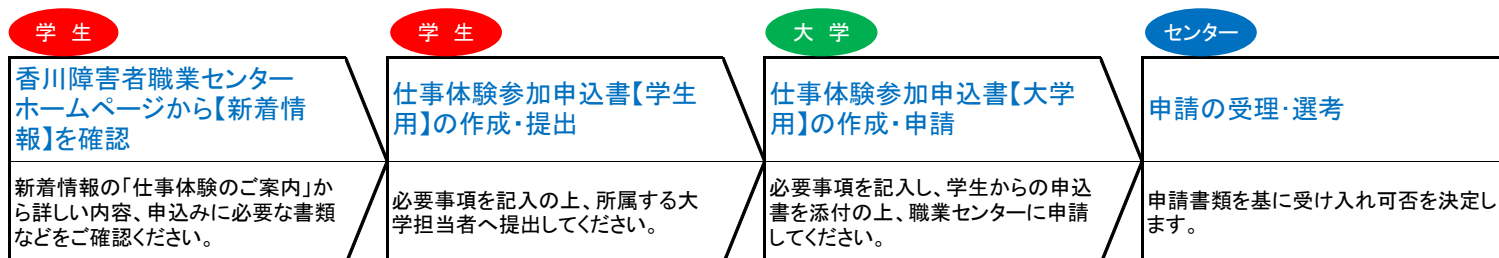 学 生
香川障害者職業センター
ホームページから【新着情
報】を確認
新着情報の「仕事体験のご案内」か
ら詳しい内容、申込みに必要な書類
などをご確認ください。
学 生
仕事体験参加申込書【学生
用】の作成・提出
必要事項を記入の上、所属する大
学担当者へ提出してください。
大 学
仕事体験参加申込書【大学
用】の作成・申請
必要事項を記入し、学生からの申込
書を添付の上、職業センターに申請
してください。
センター
申請の受理・選考
申請書類を基に受け入れ可否を決定し
ます。